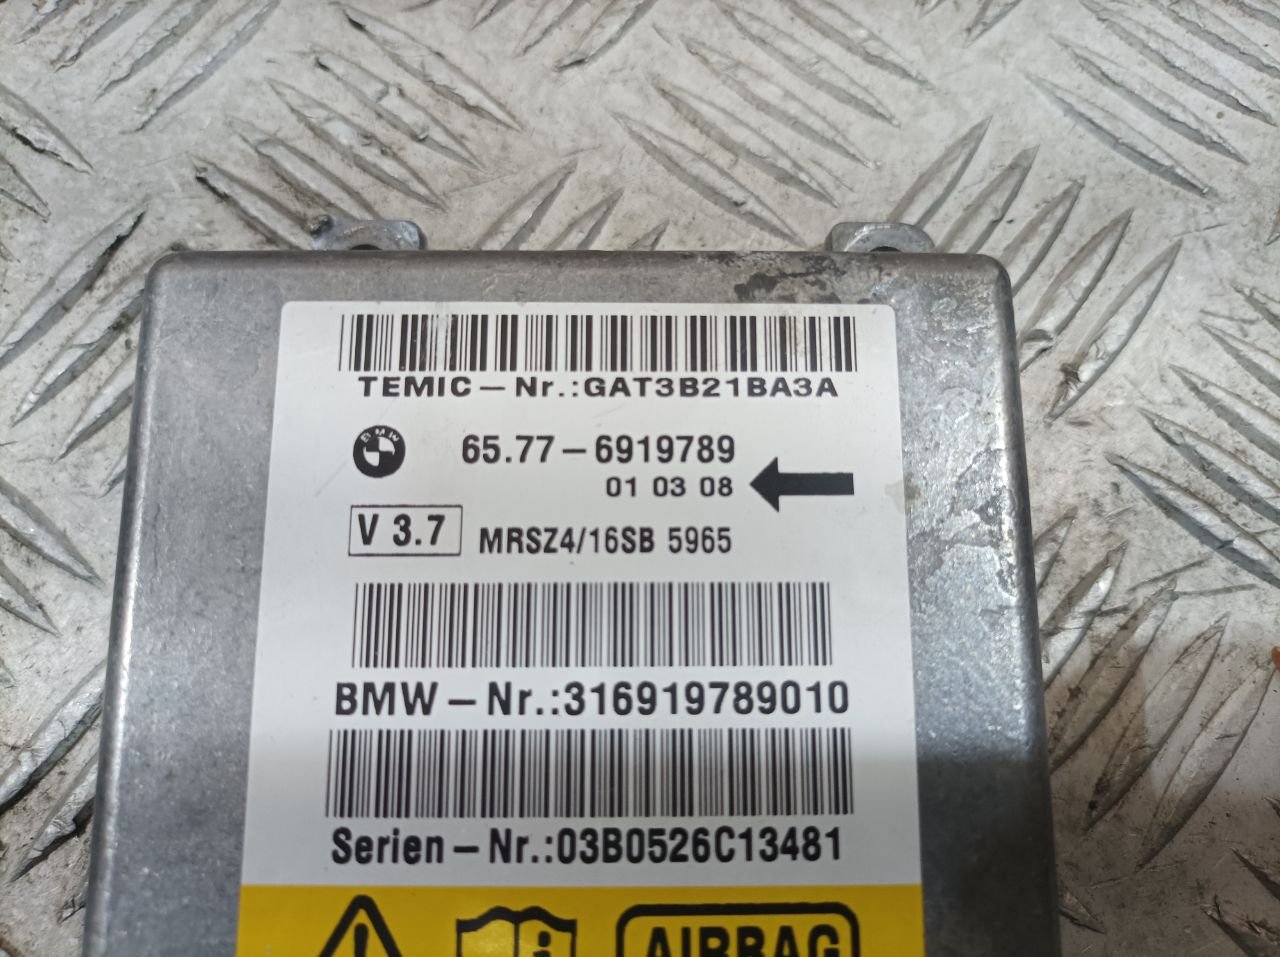 TEMIC-Nr.:GAT3B21BA3A
BMW
65.77-6919789
01 03 08
V 3.7
MRSZ4/16SB 5965
BMW-Nr.:316919789010
Serien-Nr.:03B0526C13481
AIRBAG